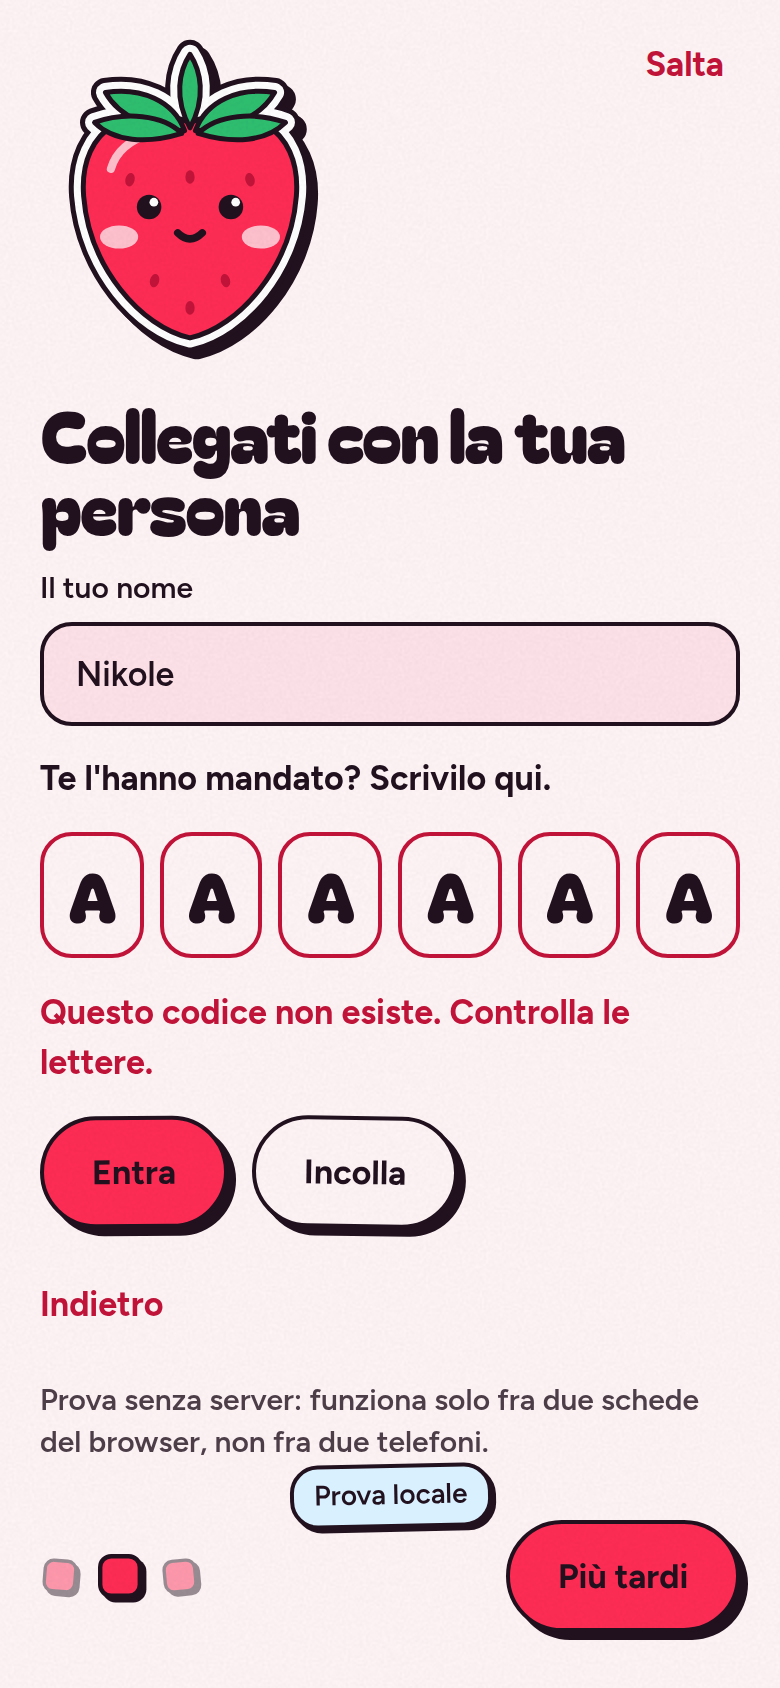 Salta
Collegati con la tua
persona
Il tuo nome
Nikole
Te l'hanno mandato? Scrivilo qui.
A A A A A A
Questo codice non esiste. Controlla le
lettere.
Entra Incolla
Indietro
Prova senza server: funziona solo fra due schede
del browser, non fra due telefoni.
Prova locale
Più tardi